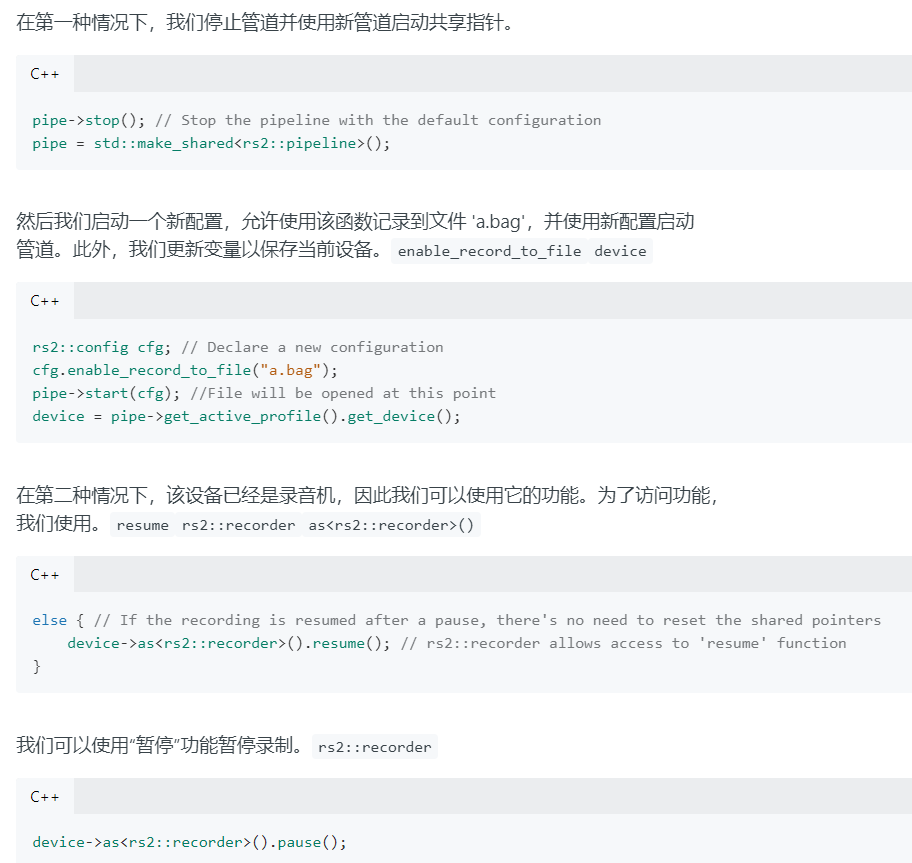 在第一种情况下，我们停止管道并使用新管道启动共享指针。
C++
pipe->stop(); // Stop the pipeline with the default configuration
pipe = std::make_shared<rs2::pipeline>();
然后我们启动一个新配置，允许使用该函数记录到文件 'a.bag'，并使用新配置启动
管道。此外，我们更新变量以保存当前设备。 enable_record_to_file device
C++
rs2::config cfg; // Declare a new configuration
cfg.enable_record_to_file("a.bag");
pipe->start(cfg); //File will be opened at this point
device = pipe->get_active_profile().get_device();
在第二种情况下，该设备已经是录音机，因此我们可以使用它的功能。为了访问功能，
我们使用。 resume rs2::recorder as<rs2::recorder>()
C++
else { // If the recording is resumed after a pause, there's no need to reset the shared pointers
    device->as<rs2::recorder>().resume(); // rs2::recorder allows access to 'resume' function
}
我们可以使用“暂停”功能暂停录制。 rs2::recorder
C++
device->as<rs2::recorder>().pause();